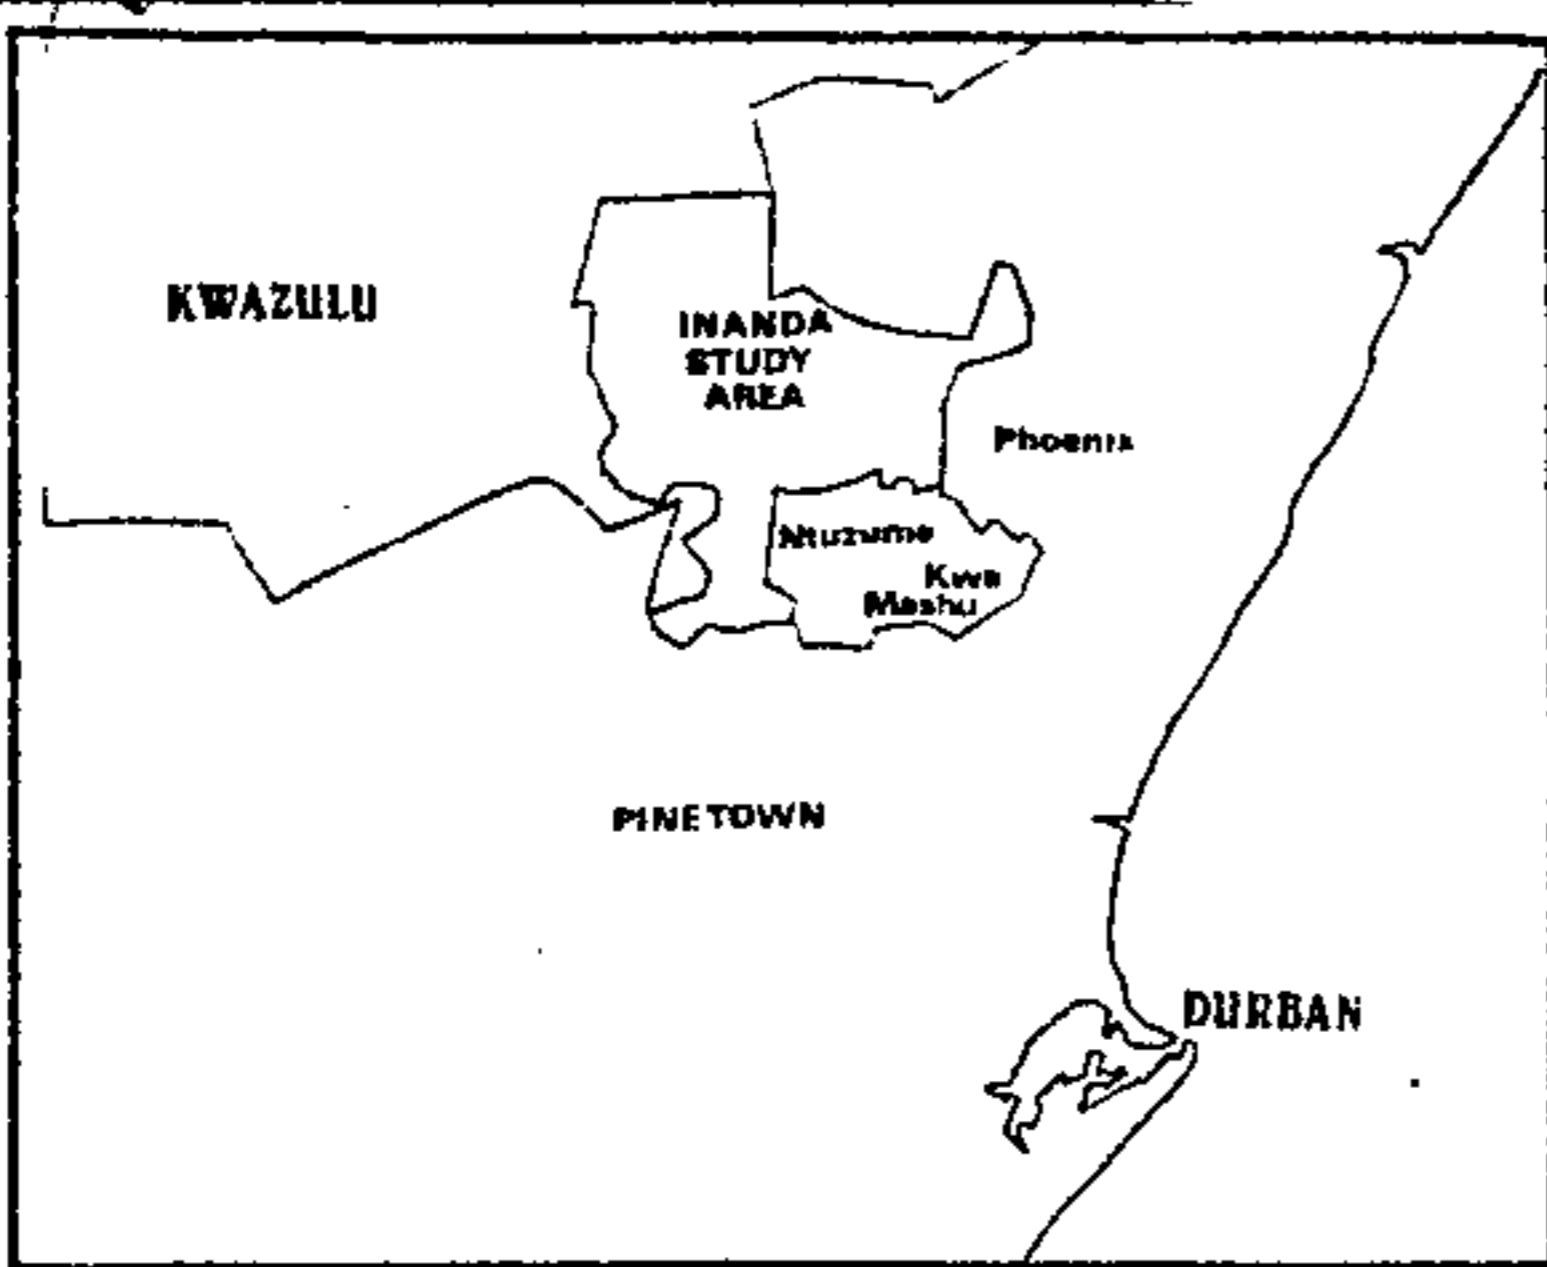 KWAZULU
INANDA
STUDY
AREA
Phoenix
Ntuzuma
Kwa
Mashu
PINETOWN
DURBAN